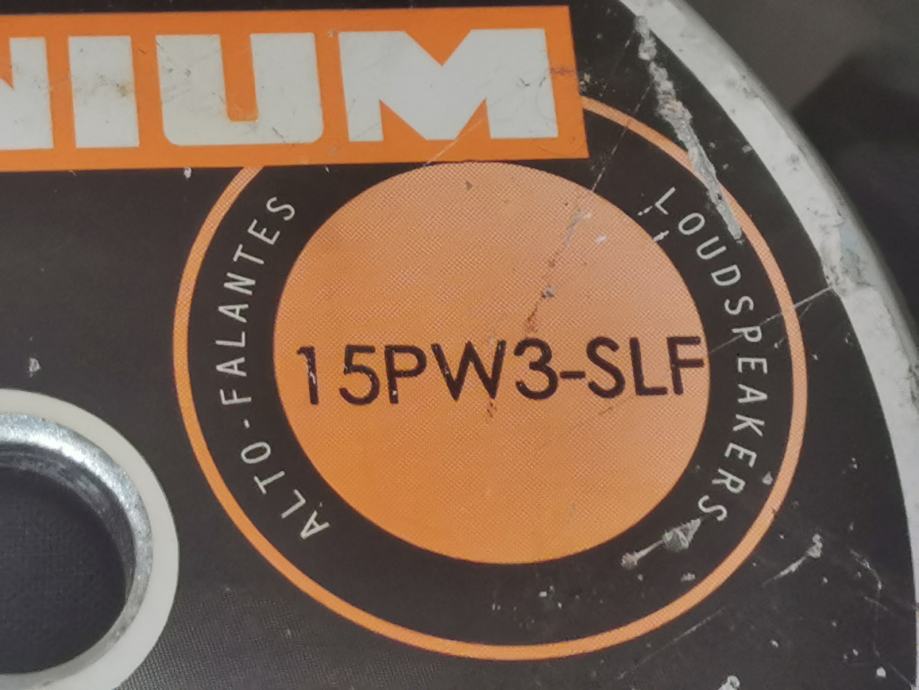 NIUM
ALTO-FALANTES
LOUDSPEAKERS
15PW3-SLF